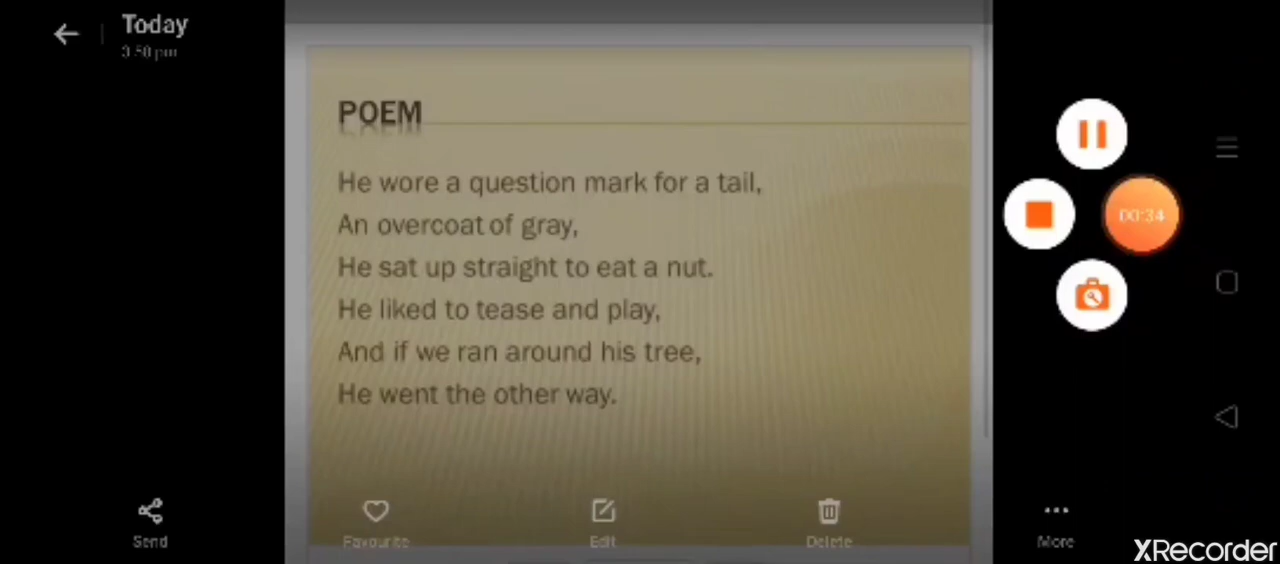 Today
3:50 pm
POEM
He wore a question mark for a tail,
An overcoat of gray,
He sat up straight to eat a nut.
He liked to tease and play,
And if we ran around his tree,
He went the other way.
00:34
Send
Favourite
Edit
Delete
More
XRecorder